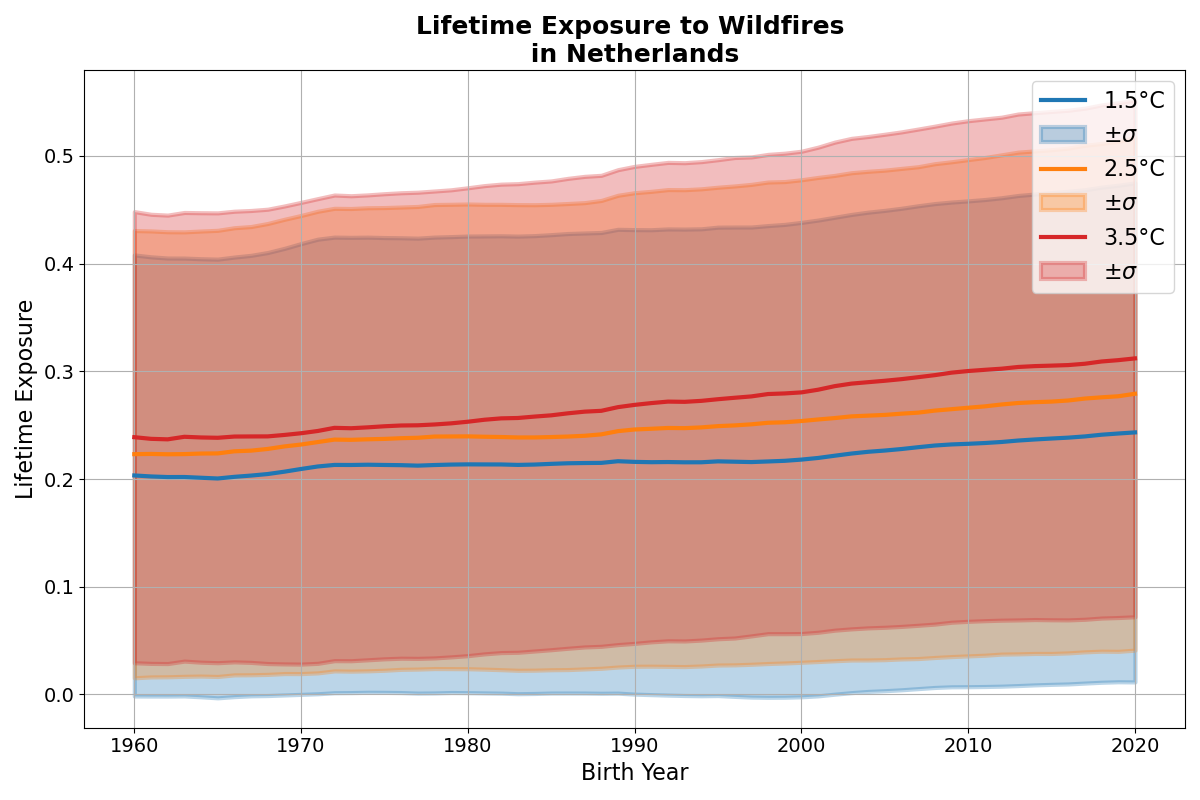 Lifetime Exposure to Wildfires
in Netherlands
1.5°C
±σ
2.5°C
±σ
3.5°C
±σ
Lifetime Exposure
0.5
0.4
0.3
0.2
0.1
0.0
1960 1970 1980 1990 2000 2010 2020
Birth Year